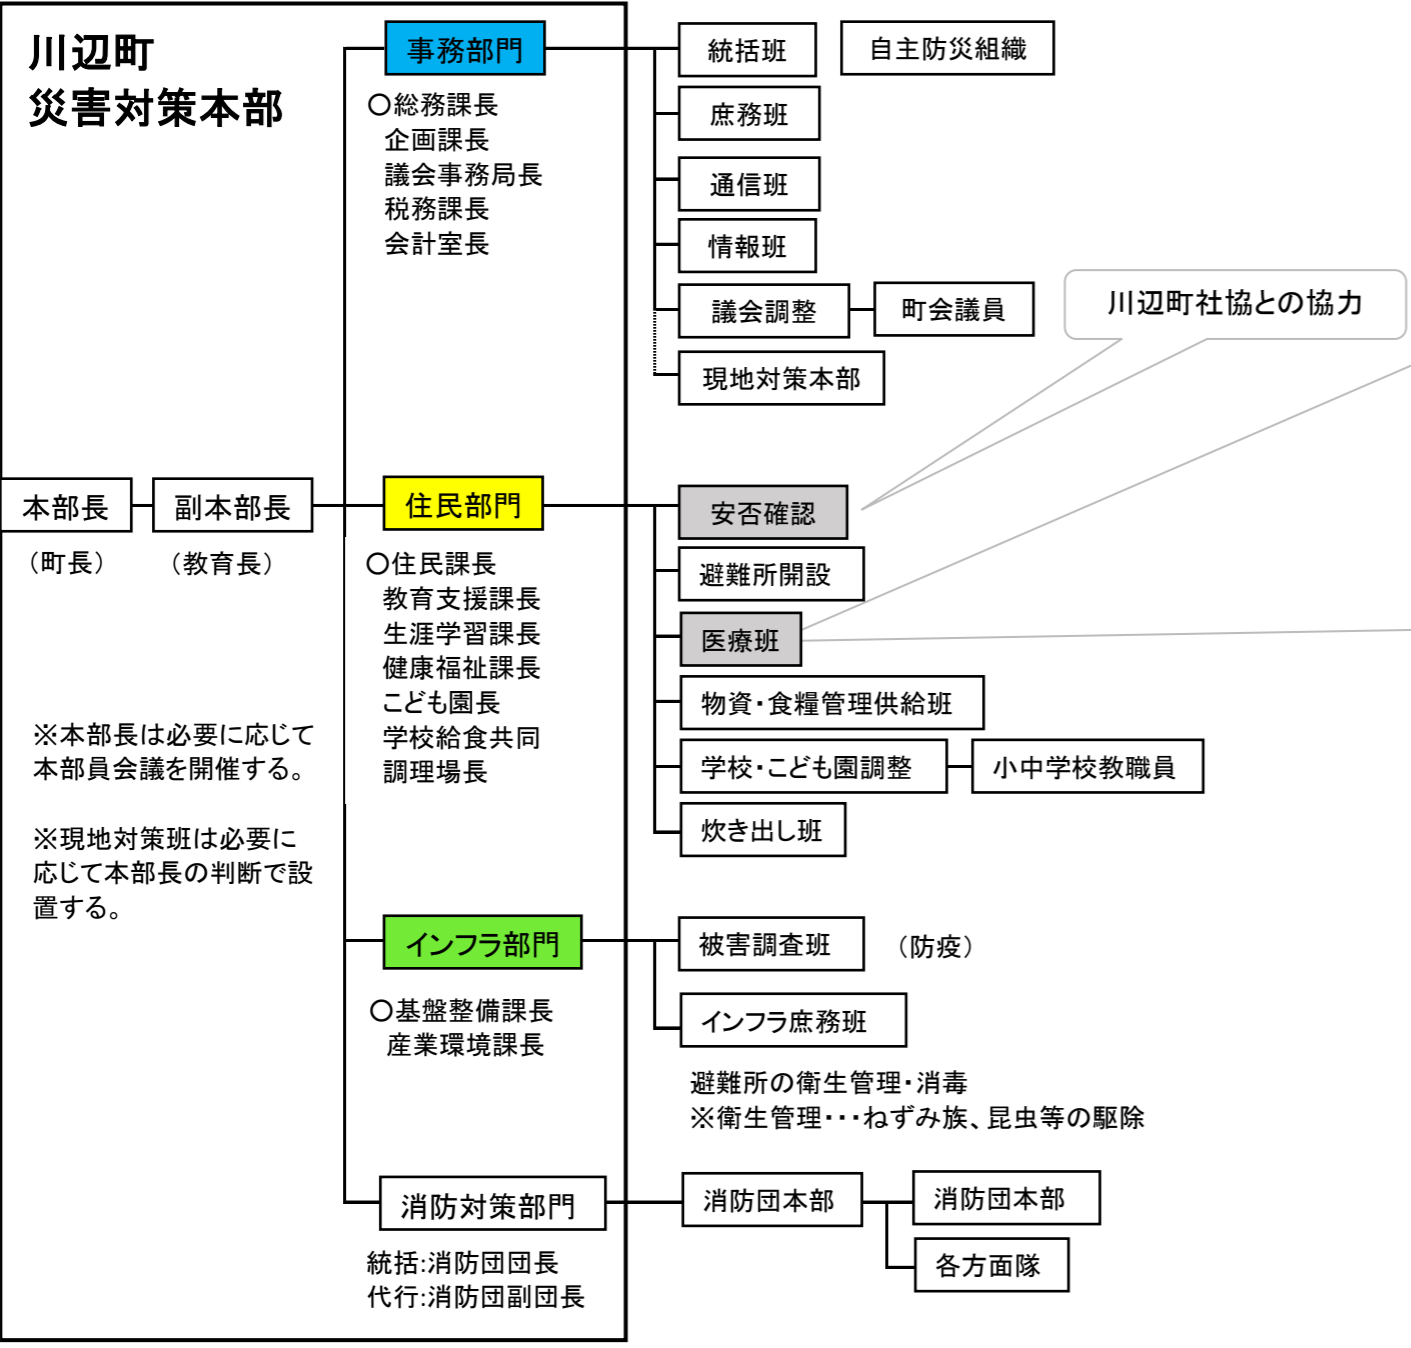 川辺町
災害対策本部
本部長
（町長）
副本部長
（教育長）
※本部長は必要に応じて
本部員会議を開催する。
※現地対策班は必要に
応じて本部長の判断で設
置する。
事務部門
〇総務課長
企画課長
議会事務局長
税務課長
会計室長
統括班
自主防災組織
庶務班
通信班
情報班
議会調整
町会議員
現地対策本部
川辺町社協との協力
住民部門
〇住民課長
教育支援課長
生涯学習課長
健康福祉課長
こども園長
学校給食共同
調理場長
安否確認
避難所開設
医療班
物資・食糧管理供給班
学校・こども園調整
小中学校教職員
炊き出し班
インフラ部門
〇基盤整備課長
産業環境課長
被害調査班
（防疫）
インフラ庶務班
避難所の衛生管理・消毒
※衛生管理・・・ねずみ族、昆虫等の駆除
消防対策部門
統括:消防団団長
代行:消防団副団長
消防団本部
消防団本部
各方面隊